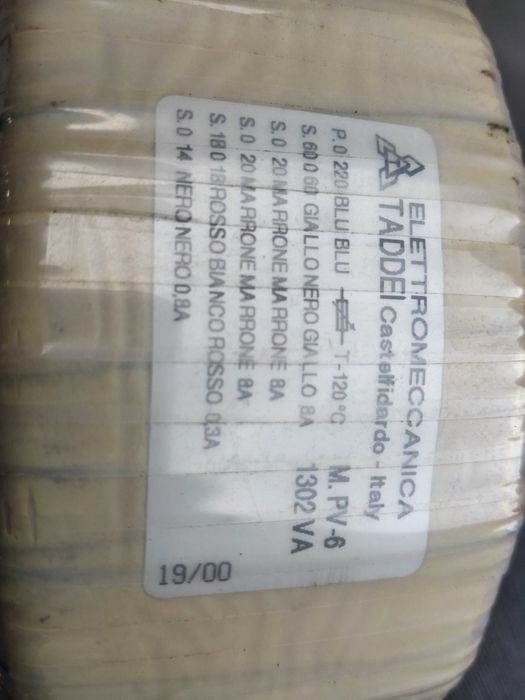 ELETTROMECCANICA
TADDEI Castelfidardo - Italy
M. PV-6
P.0 220 BLU BLU T-120°C 1302 VA
S.60 0 60 GIALLO NERO GIALLO 8A
S.0 20 MARRONE MARRONE 8A
S.0 20 MARRONE MARRONE 8A
S.18 0 18 ROSSO BIANCO ROSSO 0,3A
S.0 14 NERO NERO 0,8A
19/00